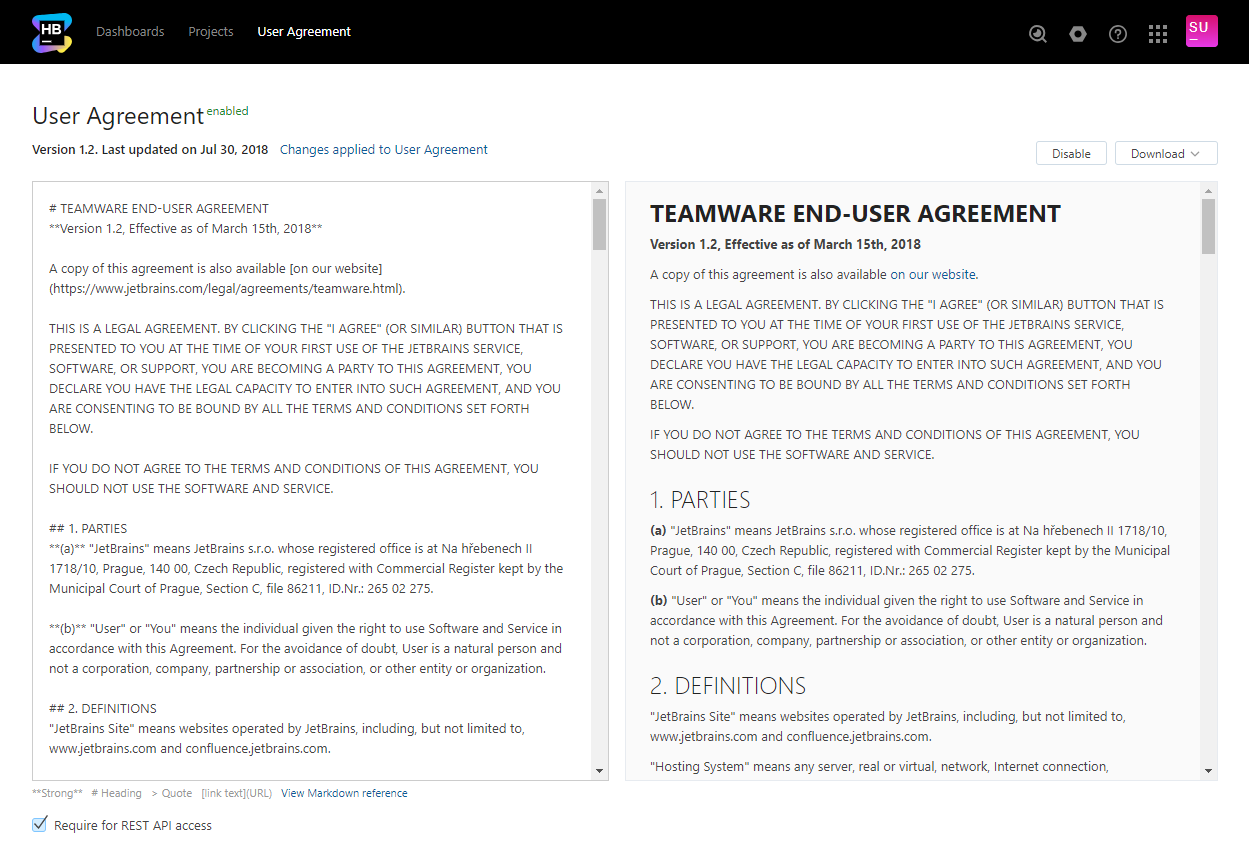 HB
Dashboards Projects User Agreement
SU
User Agreement enabled
Version 1.2. Last updated on Jul 30, 2018 Changes applied to User Agreement
Disable Download
# TEAMWARE END-USER AGREEMENT
**Version 1.2, Effective as of March 15th, 2018**
A copy of this agreement is also available [on our website]
(https://www.jetbrains.com/legal/agreements/teamware.html).
THIS IS A LEGAL AGREEMENT. BY CLICKING THE "I AGREE" (OR SIMILAR) BUTTON THAT IS
PRESENTED TO YOU AT THE TIME OF YOUR FIRST USE OF THE JETBRAINS SERVICE,
SOFTWARE, OR SUPPORT, YOU ARE BECOMING A PARTY TO THIS AGREEMENT, YOU
DECLARE YOU HAVE THE LEGAL CAPACITY TO ENTER INTO SUCH AGREEMENT, AND YOU
ARE CONSENTING TO BE BOUND BY ALL THE TERMS AND CONDITIONS SET FORTH
BELOW.
IF YOU DO NOT AGREE TO THE TERMS AND CONDITIONS OF THIS AGREEMENT, YOU
SHOULD NOT USE THE SOFTWARE AND SERVICE.
## 1. PARTIES
**(a)** "JetBrains" means JetBrains s.r.o. whose registered office is at Na hřebenech II
1718/10, Prague, 140 00, Czech Republic, registered with Commercial Register kept by the
Municipal Court of Prague, Section C, file 86211, ID.Nr.: 265 02 275.
**(b)** "User" or "You" means the individual given the right to use Software and Service in
accordance with this Agreement. For the avoidance of doubt, User is a natural person and
not a corporation, company, partnership or association, or other entity or organization.
## 2. DEFINITIONS
"JetBrains Site" means websites operated by JetBrains, including, but not limited to,
www.jetbrains.com and confluence.jetbrains.com.
TEAMWARE END-USER AGREEMENT
Version 1.2, Effective as of March 15th, 2018
A copy of this agreement is also available on our website.
THIS IS A LEGAL AGREEMENT. BY CLICKING THE "I AGREE" (OR SIMILAR) BUTTON THAT IS
PRESENTED TO YOU AT THE TIME OF YOUR FIRST USE OF THE JETBRAINS SERVICE,
SOFTWARE, OR SUPPORT, YOU ARE BECOMING A PARTY TO THIS AGREEMENT, YOU
DECLARE YOU HAVE THE LEGAL CAPACITY TO ENTER INTO SUCH AGREEMENT, AND YOU
ARE CONSENTING TO BE BOUND BY ALL THE TERMS AND CONDITIONS SET FORTH
BELOW.
IF YOU DO NOT AGREE TO THE TERMS AND CONDITIONS OF THIS AGREEMENT, YOU
SHOULD NOT USE THE SOFTWARE AND SERVICE.
1. PARTIES
(a) "JetBrains" means JetBrains s.r.o. whose registered office is at Na hřebenech II 1718/10,
Prague, 140 00, Czech Republic, registered with Commercial Register kept by the Municipal
Court of Prague, Section C, file 86211, ID.Nr.: 265 02 275.
(b) "User" or "You" means the individual given the right to use Software and Service in
accordance with this Agreement. For the avoidance of doubt, User is a natural person and
not a corporation, company, partnership or association, or other entity or organization.
2. DEFINITIONS
"JetBrains Site" means websites operated by JetBrains, including, but not limited to,
www.jetbrains.com and confluence.jetbrains.com.
"Hosting System" means any server, real or virtual, network, Internet connection,
**Strong** # Heading > Quote [link text](URL) View Markdown reference
Require for REST API access